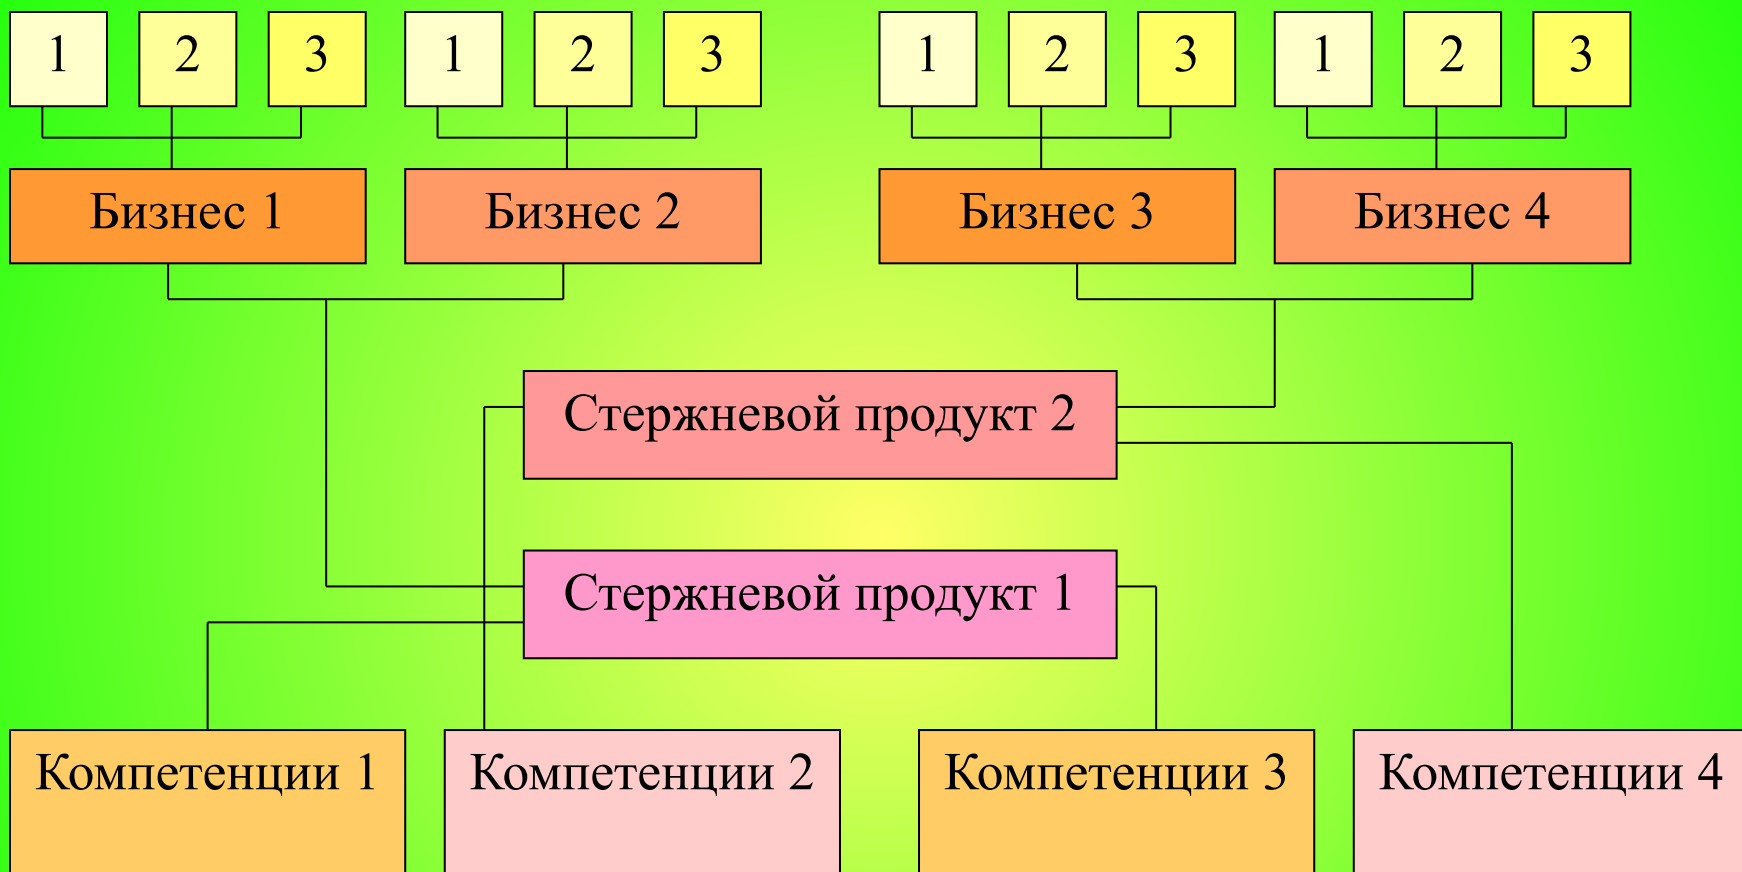 1 2 3 1 2 3 1 2 3 1 2 3
Бизнес 1 Бизнес 2 Бизнес 3 Бизнес 4
Стержневой продукт 2
Стержневой продукт 1
Компетенции 1 Компетенции 2 Компетенции 3 Компетенции 4